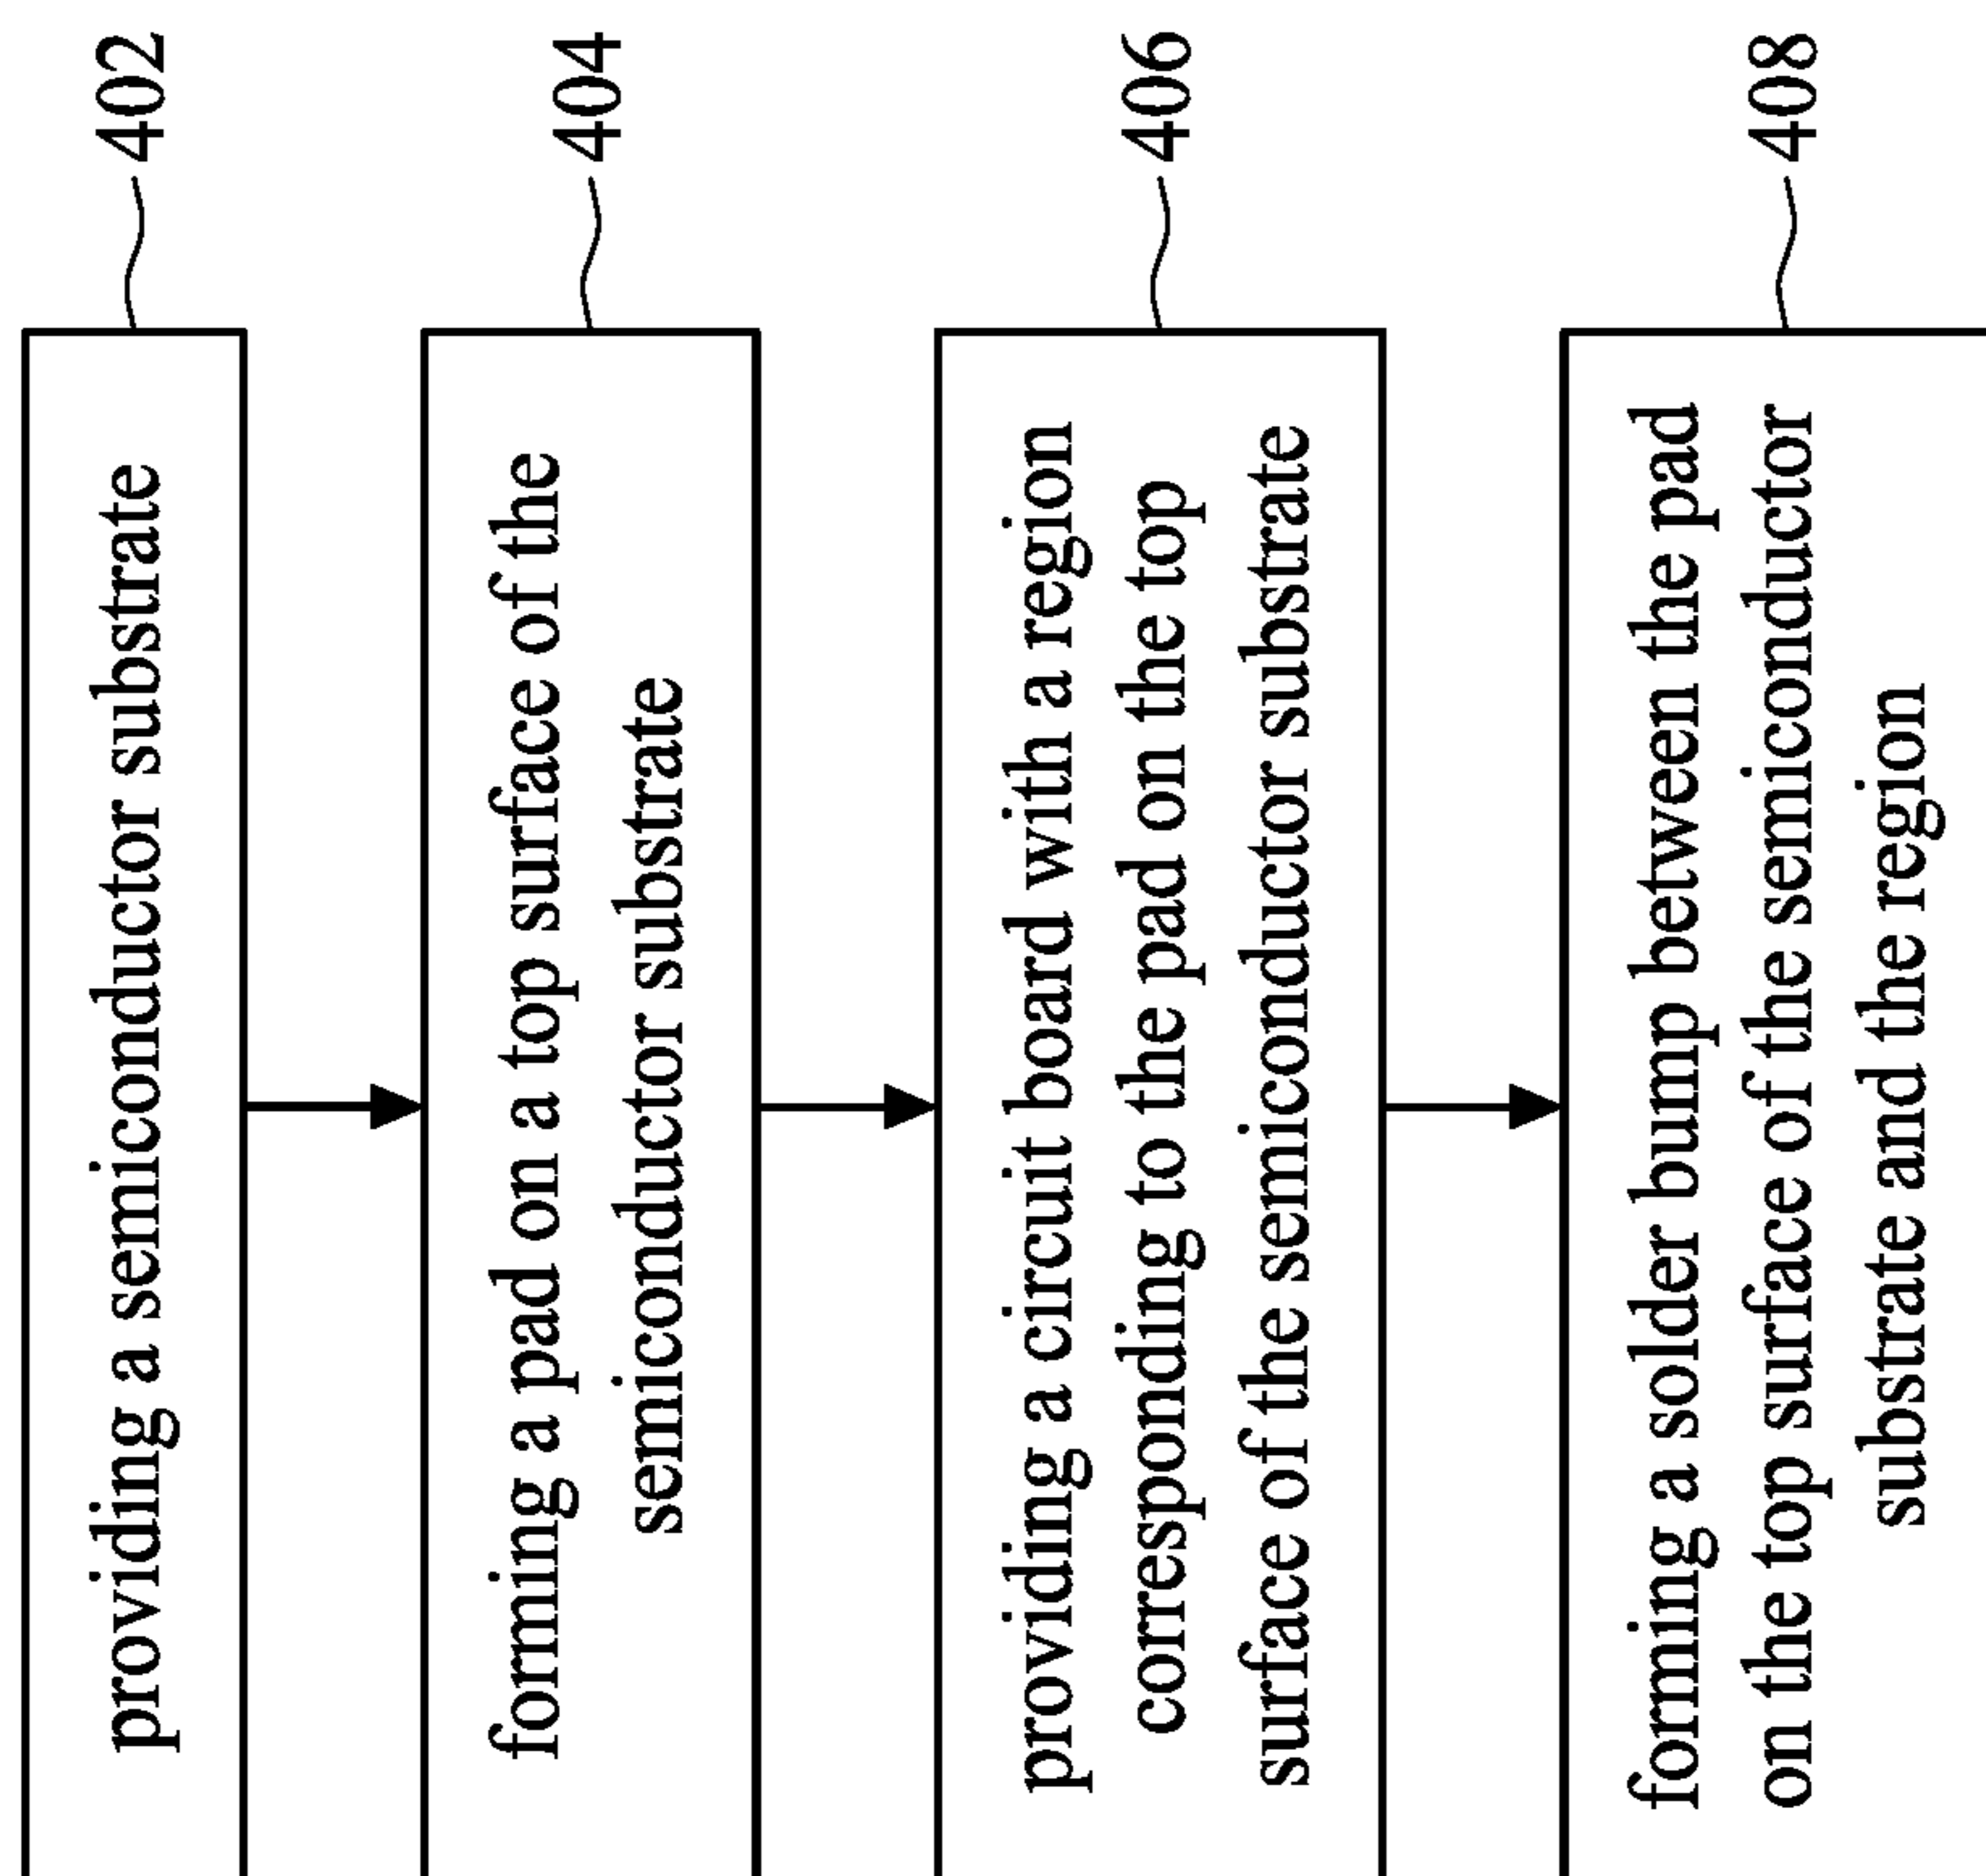 providing a semiconductor substrate
402
forming a pad on a top surface of the
semiconductor substrate
404
providing a circuit board with a region
corresponding to the pad on the top
surface of the semiconductor substrate
406
forming a solder bump between the pad
on the top surface of the semiconductor
substrate and the region
408